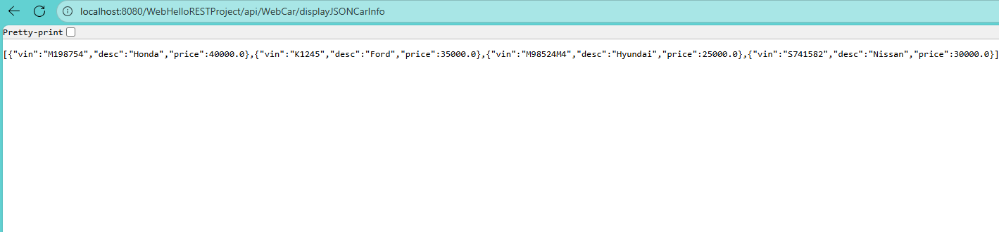 localhost:8080/WebHelloRESTProject/api/WebCar/displayJSONCarInfo
Pretty-print
[{"vin":"M198754","desc":"Honda","price":40000.0},{"vin":"K1245","desc":"Ford","price":35000.0},{"vin":"M98524M4","desc":"Hyundai","price":25000.0},{"vin":"S741582","desc":"Nissan","price":30000.0}]